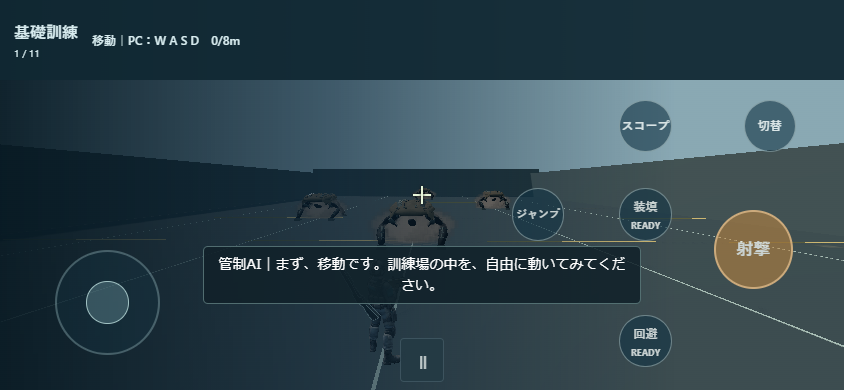 基礎訓練
1 / 11
移動｜PC：W A S D　0/8m
スコープ
切替
ジャンプ
装填
READY
射撃
管制AI｜まず、移動です。訓練場の中を、自由に動いてみてくだ
さい。
回避
READY